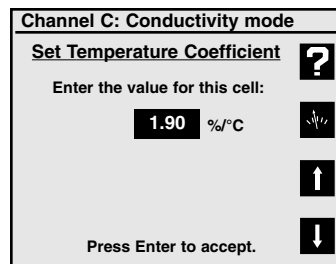 Channel C: Conductivity mode
Set Temperature Coefficient
Enter the value for this cell:
1.90 %/°C
Press Enter to accept.
?